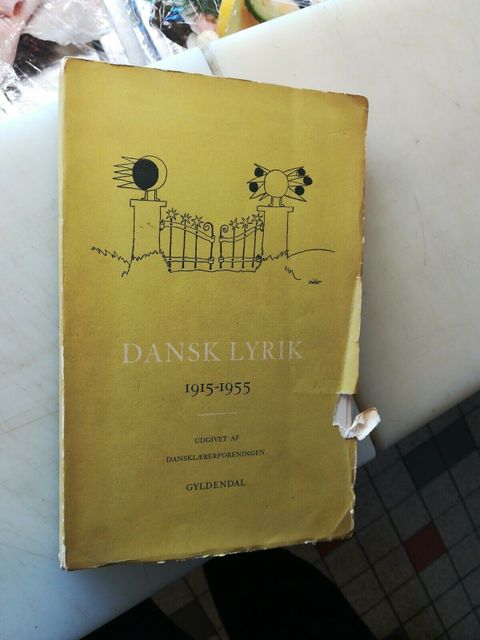 DANSK LYRIK
1915-1955
UDGIVET AF
DANSKLÆRERFORENINGEN
GYLDENDAL